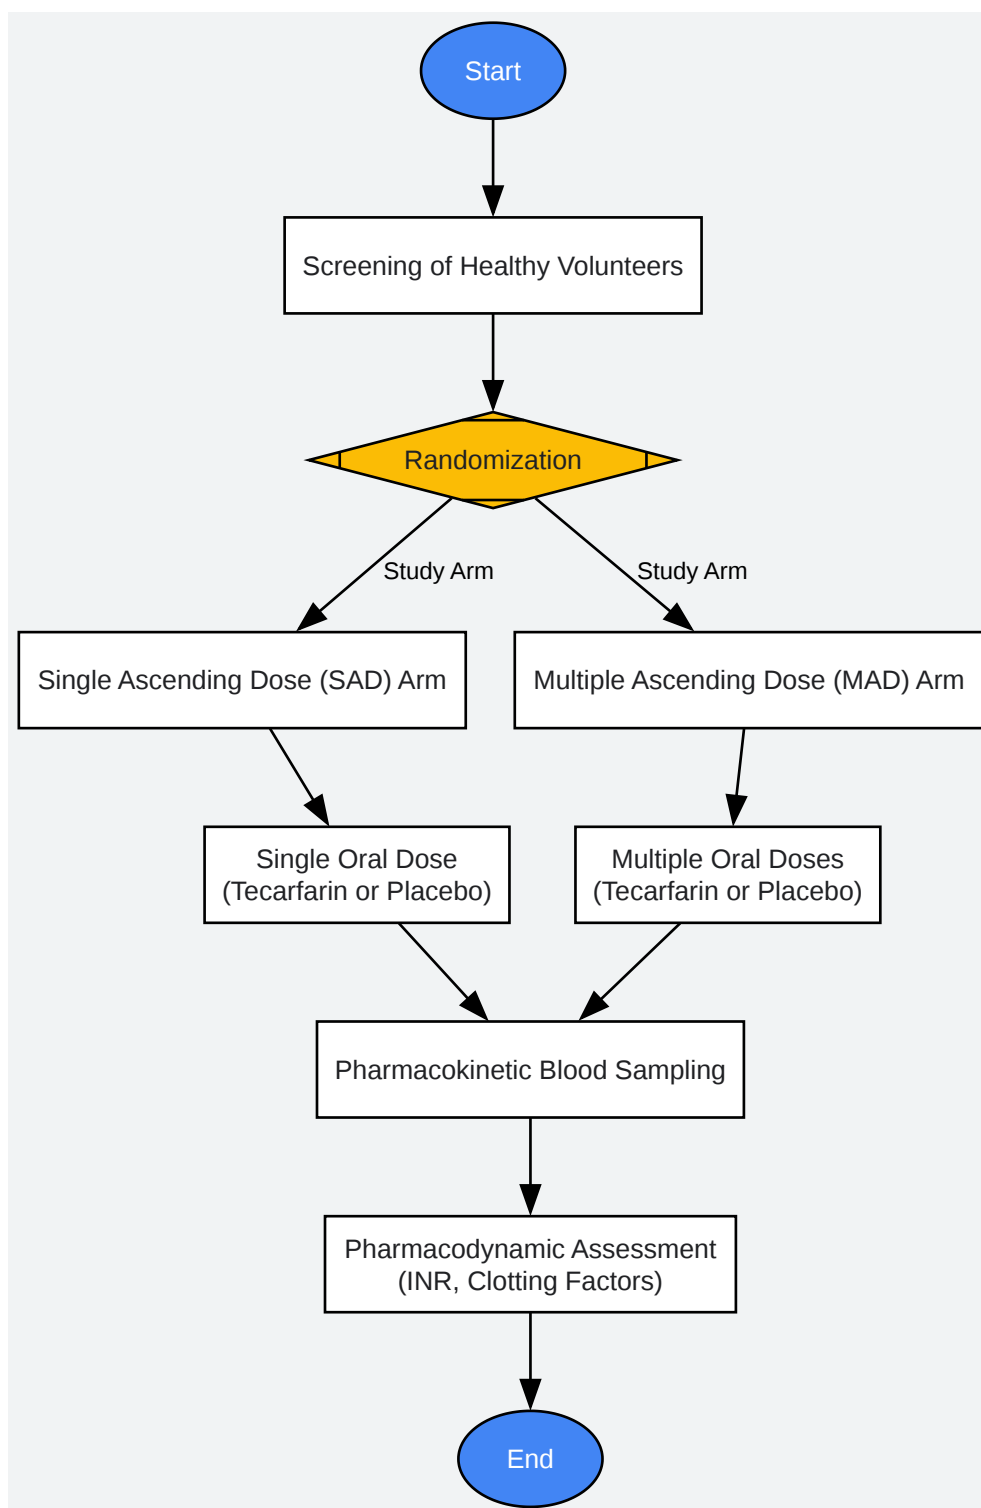 Start
Screening of Healthy Volunteers
Randomization
Study Arm
Study Arm
Single Ascending Dose (SAD) Arm
Multiple Ascending Dose (MAD) Arm
Single Oral Dose
(Tecarfarin or Placebo)
Multiple Oral Doses
(Tecarfarin or Placebo)
Pharmacokinetic Blood Sampling
Pharmacodynamic Assessment
(INR, Clotting Factors)
End